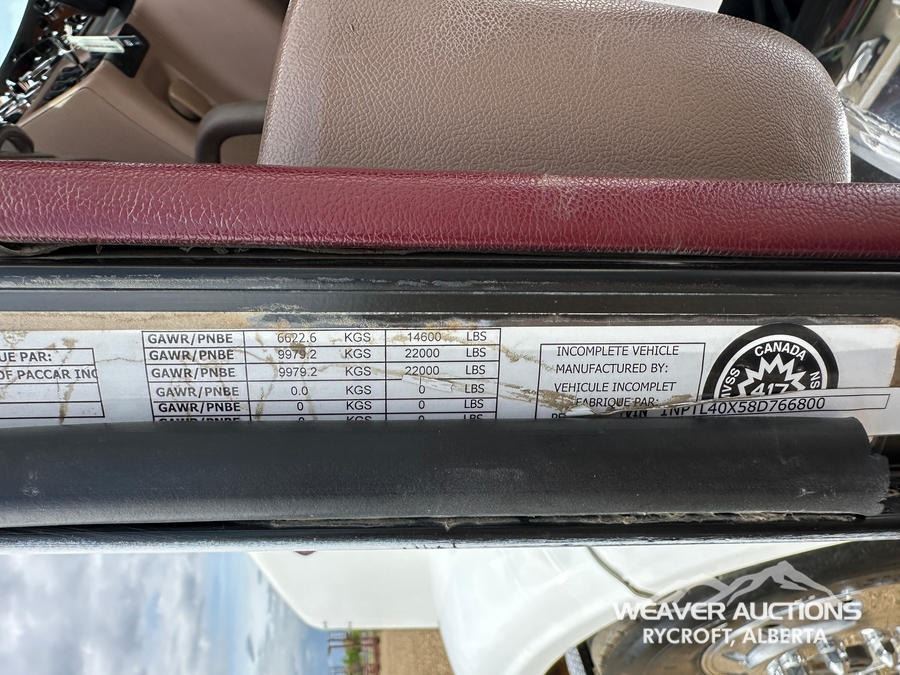 UE PAR:
OF PACCAR INC
GAWR/PNBE 6622.6 KGS 14600 LBS
GAWR/PNBE 9979.2 KGS 22000 LBS
GAWR/PNBE 9979.2 KGS 22000 LBS
GAWR/PNBE 0.0 KGS 0 LBS
GAWR/PNBE 0 KGS 0 LBS
INCOMPLETE VEHICLE
MANUFACTURED BY:
VEHICULE INCOMPLET
FABRIQUE PAR:
CANADA
417
VIN 1NPTL40X58D766800
WEAVER AUCTIONS
RYCROFT, ALBERTA